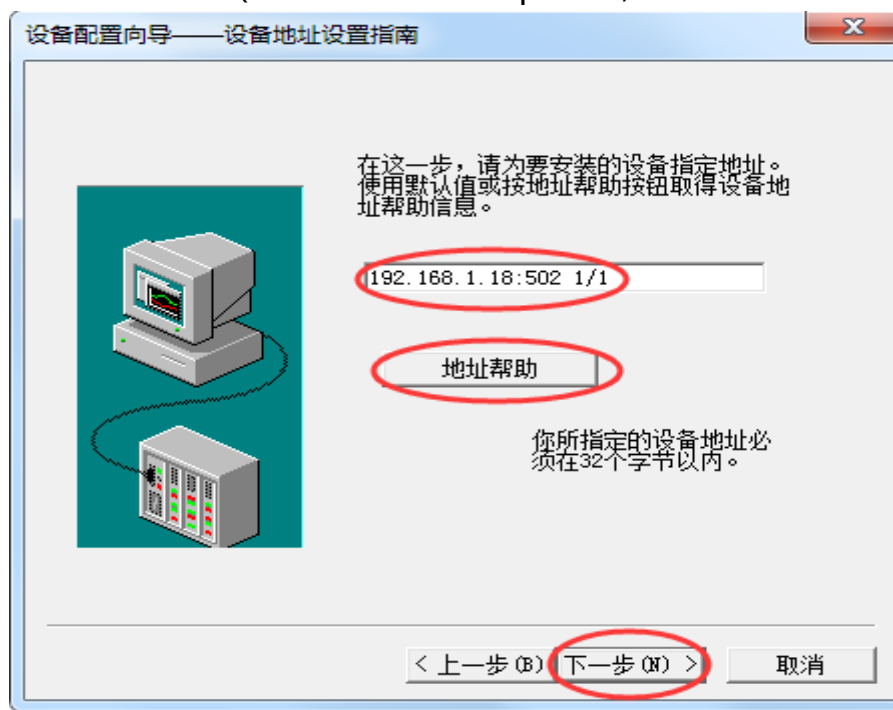 设备配置向导——设备地址设置指南
在这一步，请为要安装的设备指定地址。
使用默认值或按地址帮助按钮取得设备地
址帮助信息。
192.168.1.18:502 1/1
地址帮助
你所指定的设备地址必
须在32个字节以内。
< 上一步(B) 下一步(N) > 取消